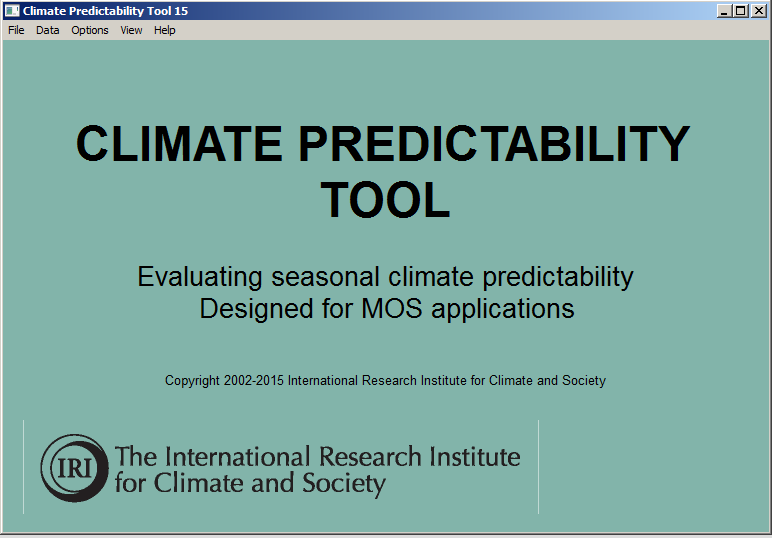 Climate Predictability Tool 15
File Data Options View Help
CLIMATE PREDICTABILITY
TOOL
Evaluating seasonal climate predictability
Designed for MOS applications
Copyright 2002-2015 International Research Institute for Climate and Society
IRI The International Research Institute
for Climate and Society